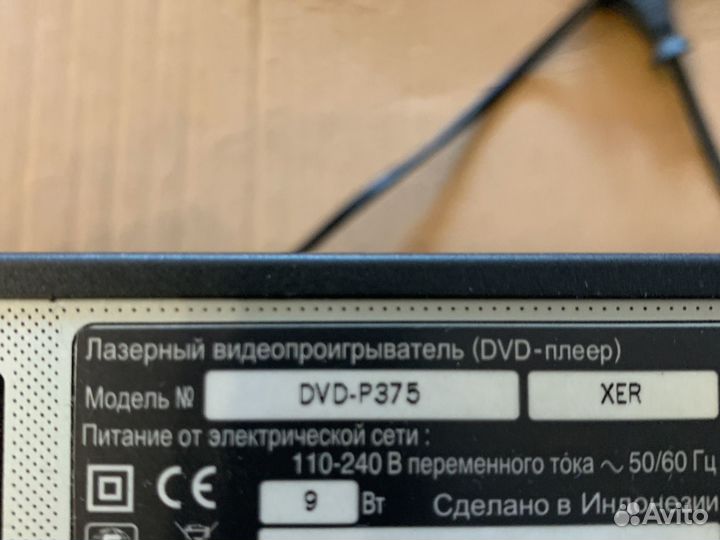 Лазерный видеопроигрыватель (DVD-плеер)
Модель № DVD-P375 XER
Питание от электрической сети :
110-240 В переменного тока ~ 50/60 Гц
CE 9 Вт Сделано в Индонезии
Avito